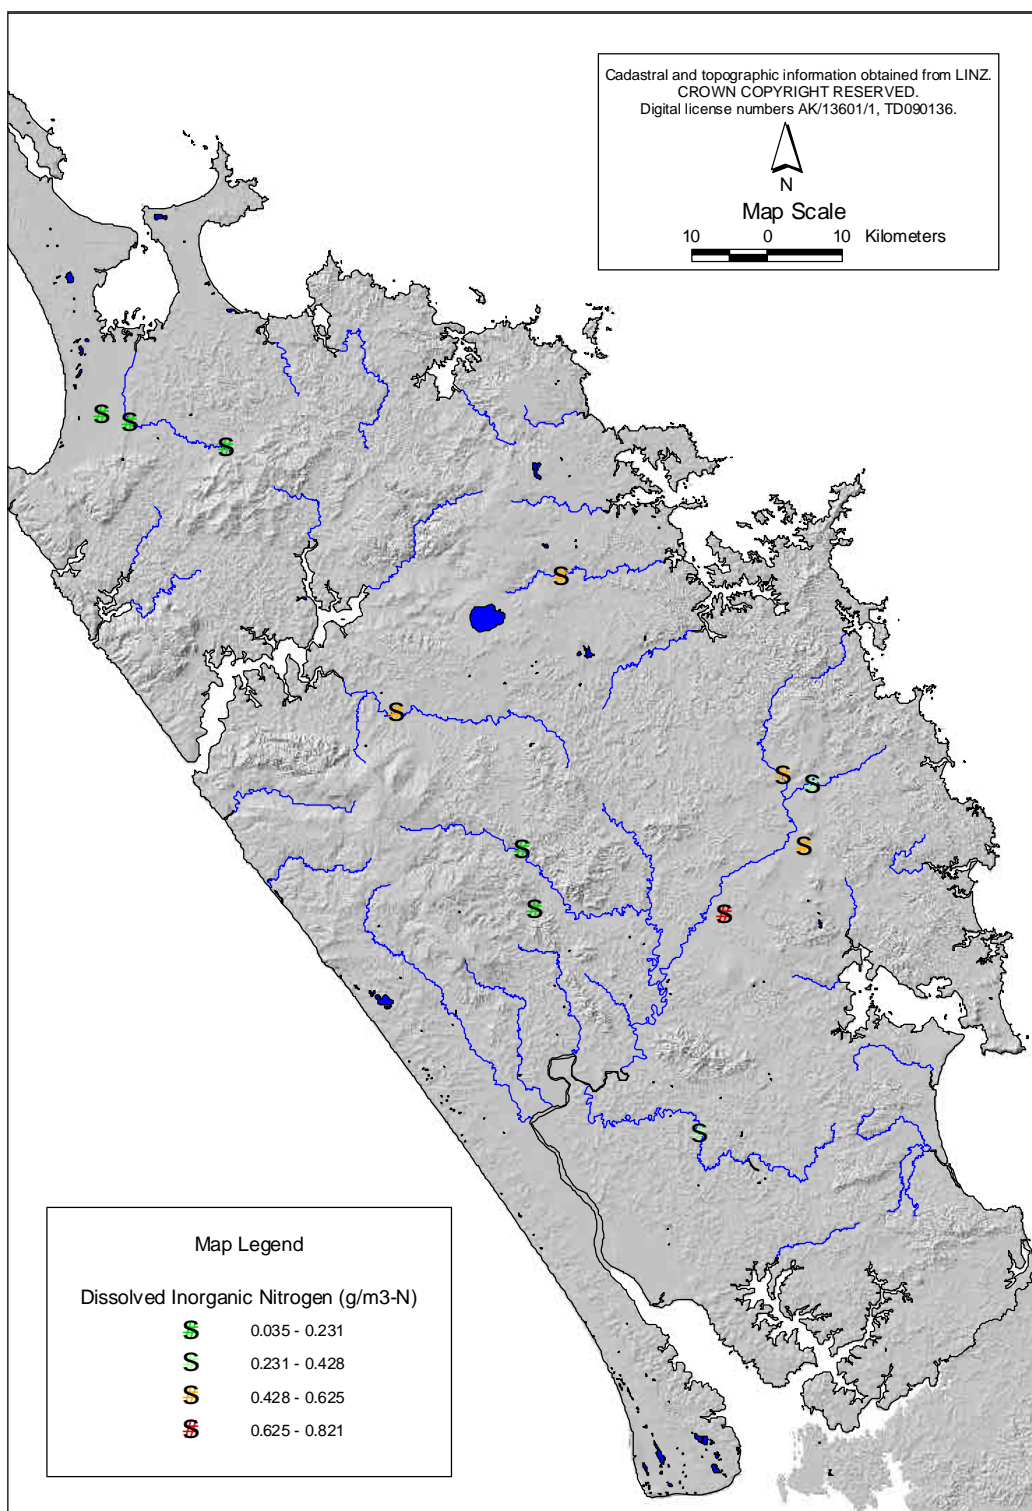 Cadastral and topographic information obtained from LINZ.
CROWN COPYRIGHT RESERVED.
Digital license numbers AK/13601/1, TD090136.
N
Map Scale
10 0 10 Kilometers
S
S
S
S
S
S
S
S
S
S
S
S
Map Legend
Dissolved Inorganic Nitrogen (g/m3-N)
S 0.035 - 0.231
S 0.231 - 0.428
S 0.428 - 0.625
S 0.625 - 0.821